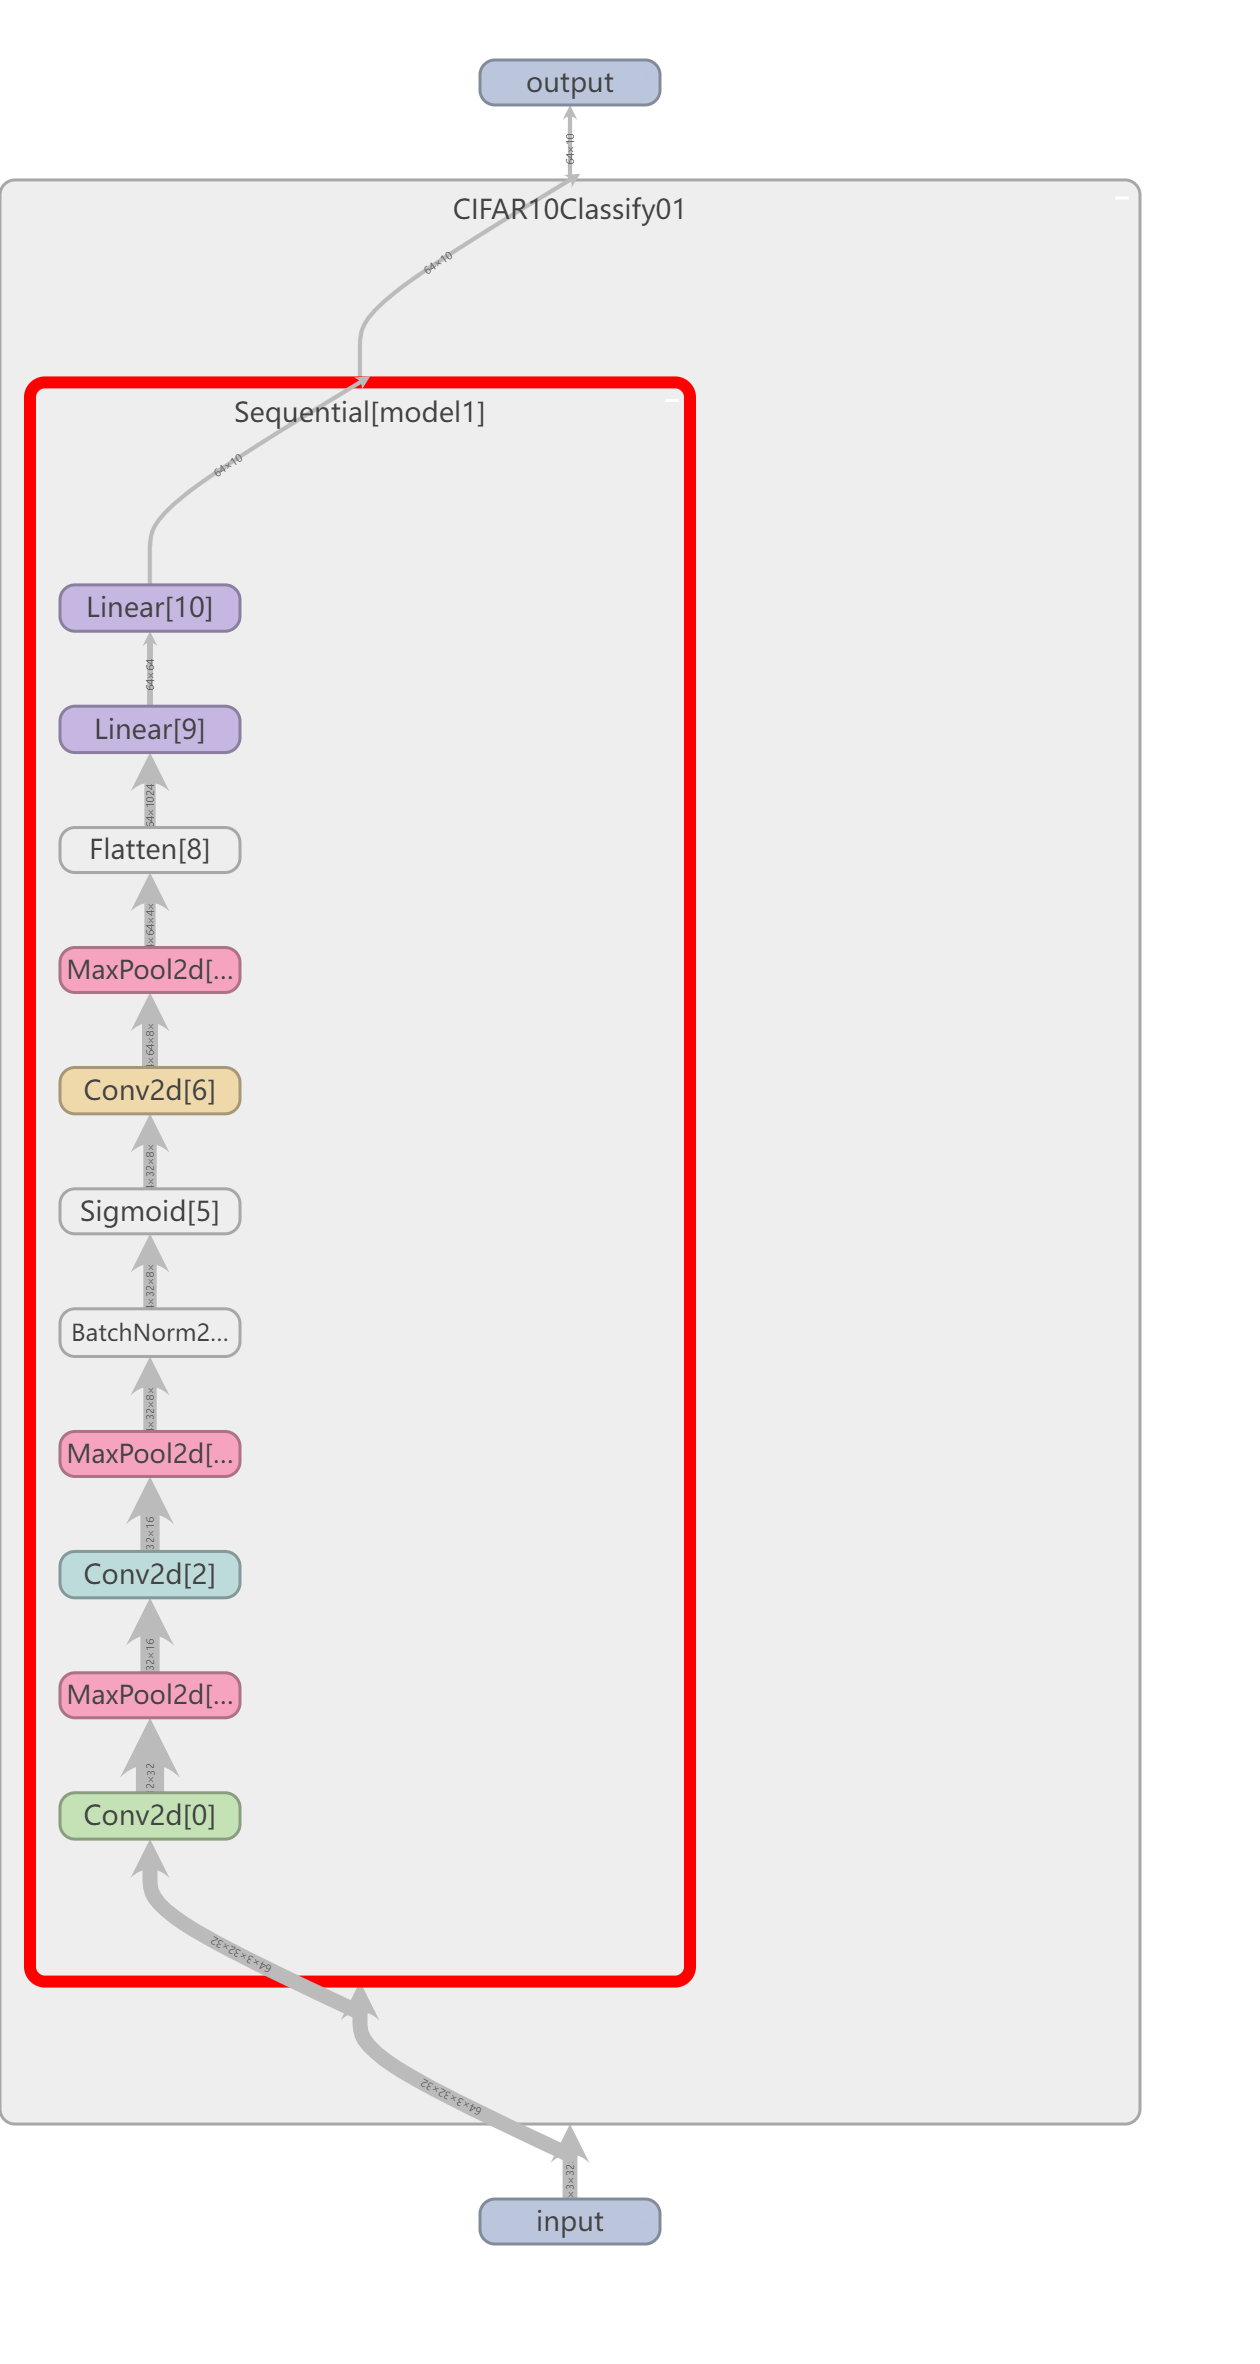 output
64×10
CIFAR10Classify01
64×10
Sequential[model1]
64×10
Linear[10]
64×64
Linear[9]
64×1024
Flatten[8]
×64×4×
MaxPool2d[...
×64×8×
Conv2d[6]
×32×8×
Sigmoid[5]
×32×8×
BatchNorm2...
×32×8×
MaxPool2d[...
32×16
Conv2d[2]
32×16
MaxPool2d[...
2×32
Conv2d[0]
64×3×32×32
64×3×32×32
×3×32
input